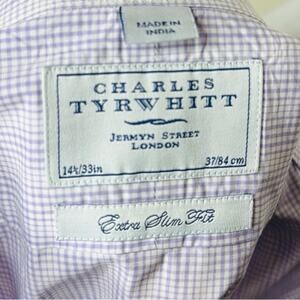 MADE IN
INDIA
CHARLES
TYRWHITT
JERMYN STREET
LONDON
14½/33in 37/84 cm
Extra Slim Fit